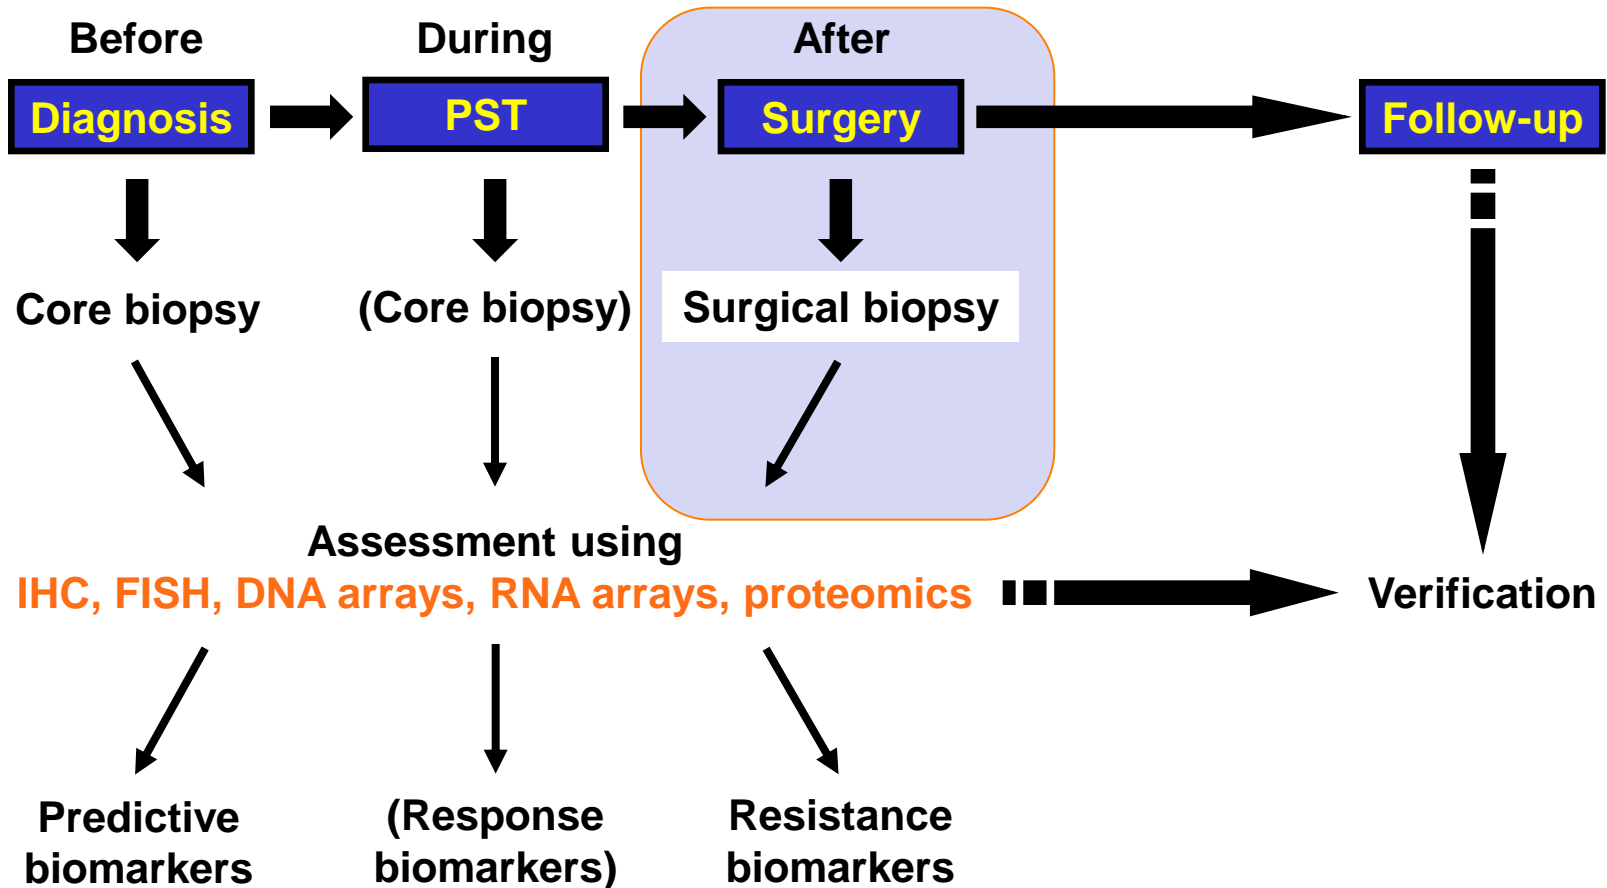 Before
During
After
Diagnosis
PST
Surgery
Follow-up
Core biopsy
(Core biopsy)
Surgical biopsy
Assessment using
IHC, FISH, DNA arrays, RNA arrays, proteomics
Verification
Predictive
biomarkers
(Response
biomarkers)
Resistance
biomarkers